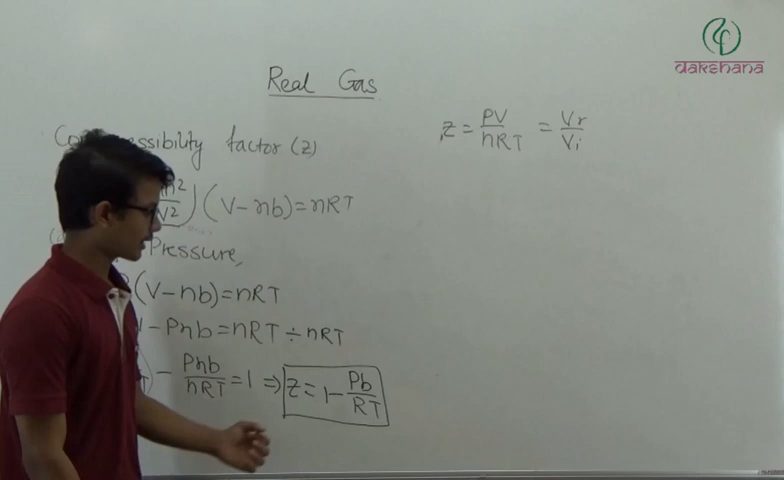 dakshana
Real Gas
factor (z)
z = PV/nRT = Vr/Vi
(V - nb) = nRT
Pressure,
(V - nb) = nRT
- Pnb = nRT ÷ nRT
- Pnb/nRT = 1 ⇒ z = 1 - Pb/RT